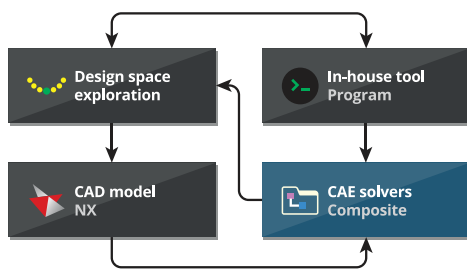 Design space
exploration
In-house tool
Program
CAD model
NX
CAE solvers
Composite